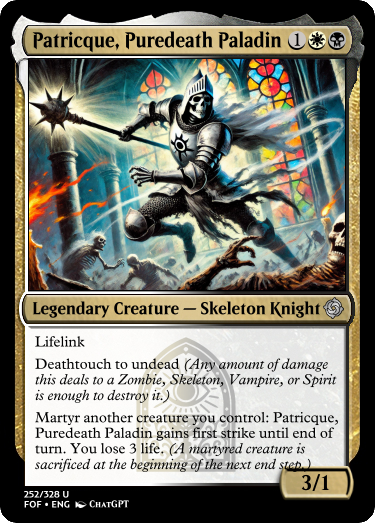 Patricque, Puredeath Paladin 1
Legendary Creature — Skeleton Knight
Lifelink
Deathtouch to undead (Any amount of damage
this deals to a Zombie, Skeleton, Vampire, or Spirit
is enough to destroy it.)
Martyr another creature you control: Patricque,
Puredeath Paladin gains first strike until end of
turn. You lose 3 life. (A martyred creature is
sacrificed at the beginning of the next end step.)
3/1
252/328 U
FOF • ENG ChatGPT